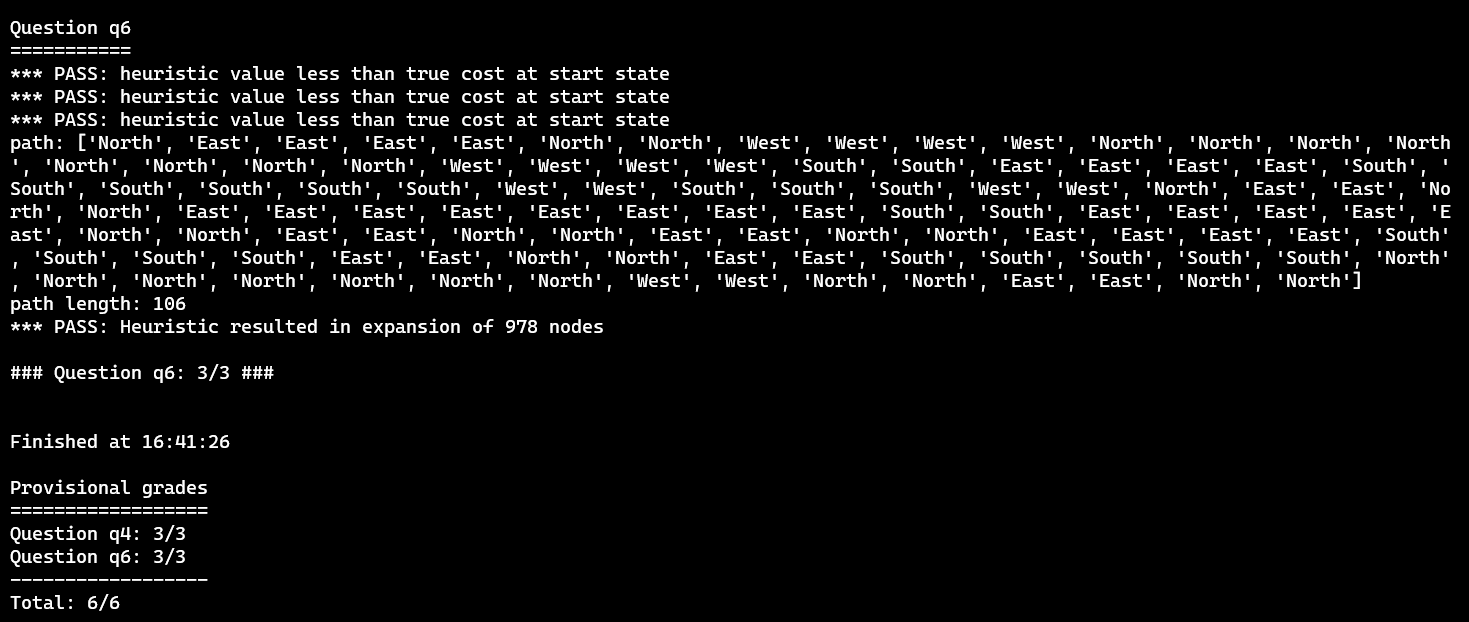 Question q6
===========
*** PASS: heuristic value less than true cost at start state
*** PASS: heuristic value less than true cost at start state
*** PASS: heuristic value less than true cost at start state
path: ['North', 'East', 'East', 'East', 'East', 'North', 'North', 'West', 'West', 'West', 'West', 'North', 'North', 'North', 'North
', 'North', 'North', 'North', 'North', 'West', 'West', 'West', 'West', 'South', 'South', 'East', 'East', 'East', 'East', 'South', '
South', 'South', 'South', 'South', 'South', 'West', 'West', 'South', 'South', 'South', 'West', 'West', 'North', 'East', 'East', 'No
rth', 'North', 'East', 'East', 'East', 'East', 'East', 'East', 'East', 'East', 'South', 'South', 'East', 'East', 'East', 'East', 'E
ast', 'North', 'North', 'East', 'East', 'North', 'North', 'East', 'East', 'North', 'North', 'East', 'East', 'East', 'East', 'South'
, 'South', 'South', 'South', 'East', 'East', 'North', 'North', 'East', 'East', 'South', 'South', 'South', 'South', 'South', 'North'
, 'North', 'North', 'North', 'North', 'North', 'North', 'West', 'West', 'North', 'North', 'East', 'East', 'North', 'North']
path length: 106
*** PASS: Heuristic resulted in expansion of 978 nodes
### Question q6: 3/3 ###
Finished at 16:41:26
Provisional grades
==================
Question q4: 3/3
Question q6: 3/3
------------------
Total: 6/6